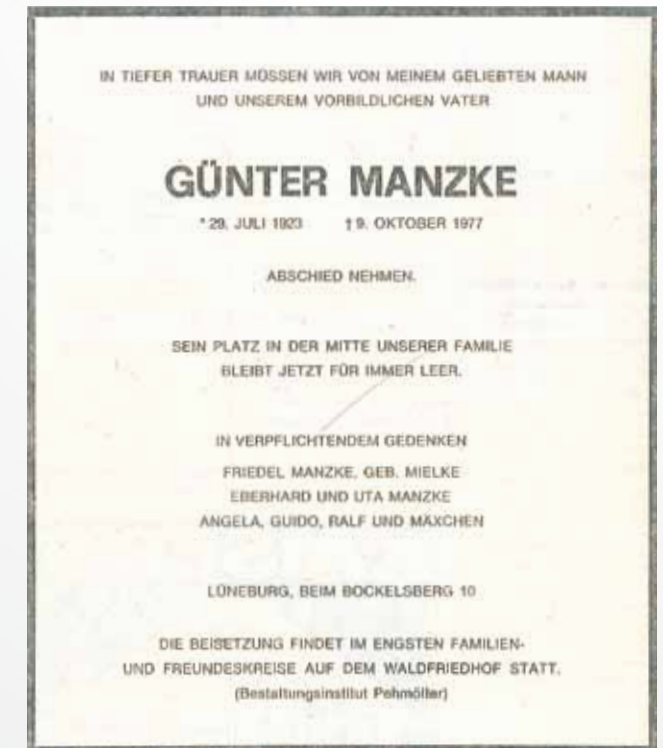 IN TIEFER TRAUER MÜSSEN WIR VON MEINEM GELIEBTEN MANN
UND UNSEREM VORBILDLICHEN VATER
GÜNTER MANZKE
* 29. JULI 1923 † 9. OKTOBER 1977
ABSCHIED NEHMEN.
SEIN PLATZ IN DER MITTE UNSERER FAMILIE
BLEIBT JETZT FÜR IMMER LEER.
IN VERPFLICHTENDEM GEDENKEN
FRIEDEL MANZKE, GEB. MIELKE
EBERHARD UND UTA MANZKE
ANGELA, GUIDO, RALF UND MÄXCHEN
LÜNEBURG, BEIM BOCKELSBERG 10
DIE BEISETZUNG FINDET IM ENGSTEN FAMILIEN-
UND FREUNDESKREISE AUF DEM WALDFRIEDHOF STATT.
(Bestattungsinstitut Pehmöller)